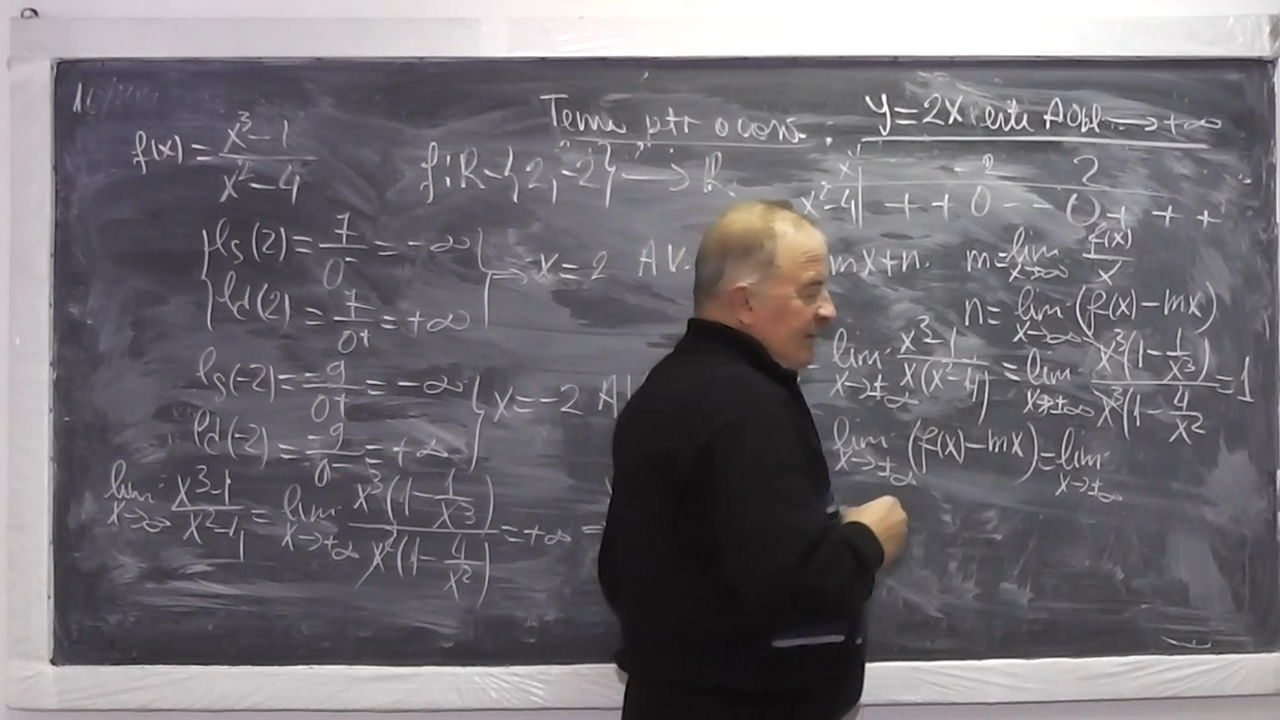 Temă ptr ocon. : y=2x este AObl → +∞
f(x) = (x³-1)/(x²-4)
f:R-{2,-2} → R
x | -2 2
x²-4 | + + 0 - - 0 + + +
ls(2) = 7/0- = -∞
ld(2) = 7/0+ = +∞
→ x=2 AV.
mx+n. m = lim x→∞ f(x)/x
n = lim x→∞ (f(x)-mx)
ls(-2) = -9/0+ = -∞
ld(-2) = -9/0- = +∞
x=-2 A
lim x→±∞ (x³-1)/(x(x²-4)) = lim x→±∞ x³(1-1/x³)/x³(1-4/x²) = 1
lim x→±∞ (f(x)-mx) = lim x→±∞
lim x→∞ (x³-1)/(x²-4) = lim x→±∞ x³(1-1/x³)/x²(1-4/x²) = +∞ =